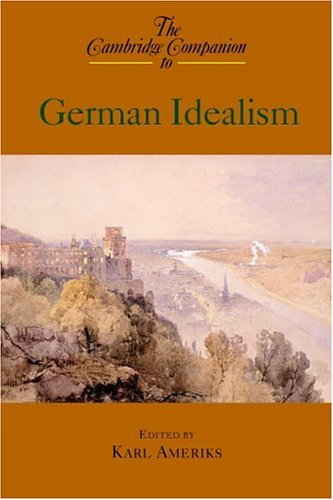 The
Cambridge Companion
to
German Idealism
EDITED BY
KARL AMERIKS